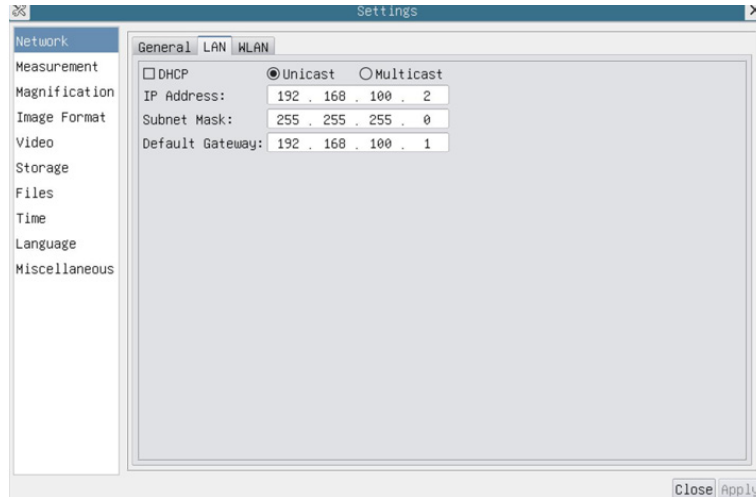 Settings
Network
Measurement
Magnification
Image Format
Video
Storage
Files
Time
Language
Miscellaneous
General LAN WLAN
DHCP Unicast Multicast
IP Address: 192 . 168 . 100 . 2
Subnet Mask: 255 . 255 . 255 . 0
Default Gateway: 192 . 168 . 100 . 1
Close Apply